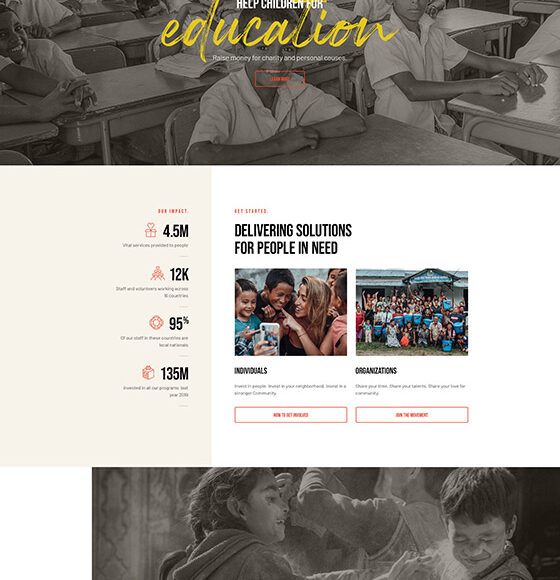 HELP CHILDREN FOR
education
Raise money for charity and personal causes.
LEARN MORE
OUR IMPACT.
4.5M
Vital services provided to people
12K
Staff and volunteers working across
16 countries
95%
Of our staff in these countries are
local nationals
135M
Invested in all our programs last
year 2019
GET STARTED.
DELIVERING SOLUTIONS
FOR PEOPLE IN NEED
INDIVIDUALS
Invest in people. Invest in your neighborhood. Invest in a
stronger Community.
HOW TO GET INVOLVED
ORGANIZATIONS
Share your time. Share your talents. Share your love for
community.
JOIN THE MOVEMENT